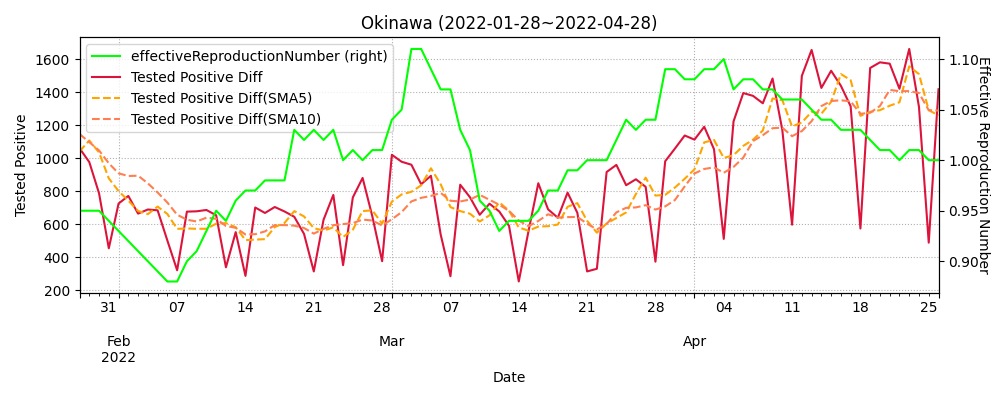 Okinawa (2022-01-28~2022-04-28)
effectiveReproductionNumber (right)
Tested Positive Diff
Tested Positive Diff(SMA5)
Tested Positive Diff(SMA10)
Tested Positive
1600
1400
1200
1000
800
600
400
200
1.10
1.05
1.00
0.95
0.90
Effective Reproduction Number
31 07 14 21 28 07 14 21 28 04 11 18 25
Feb Mar Apr
2022
Date